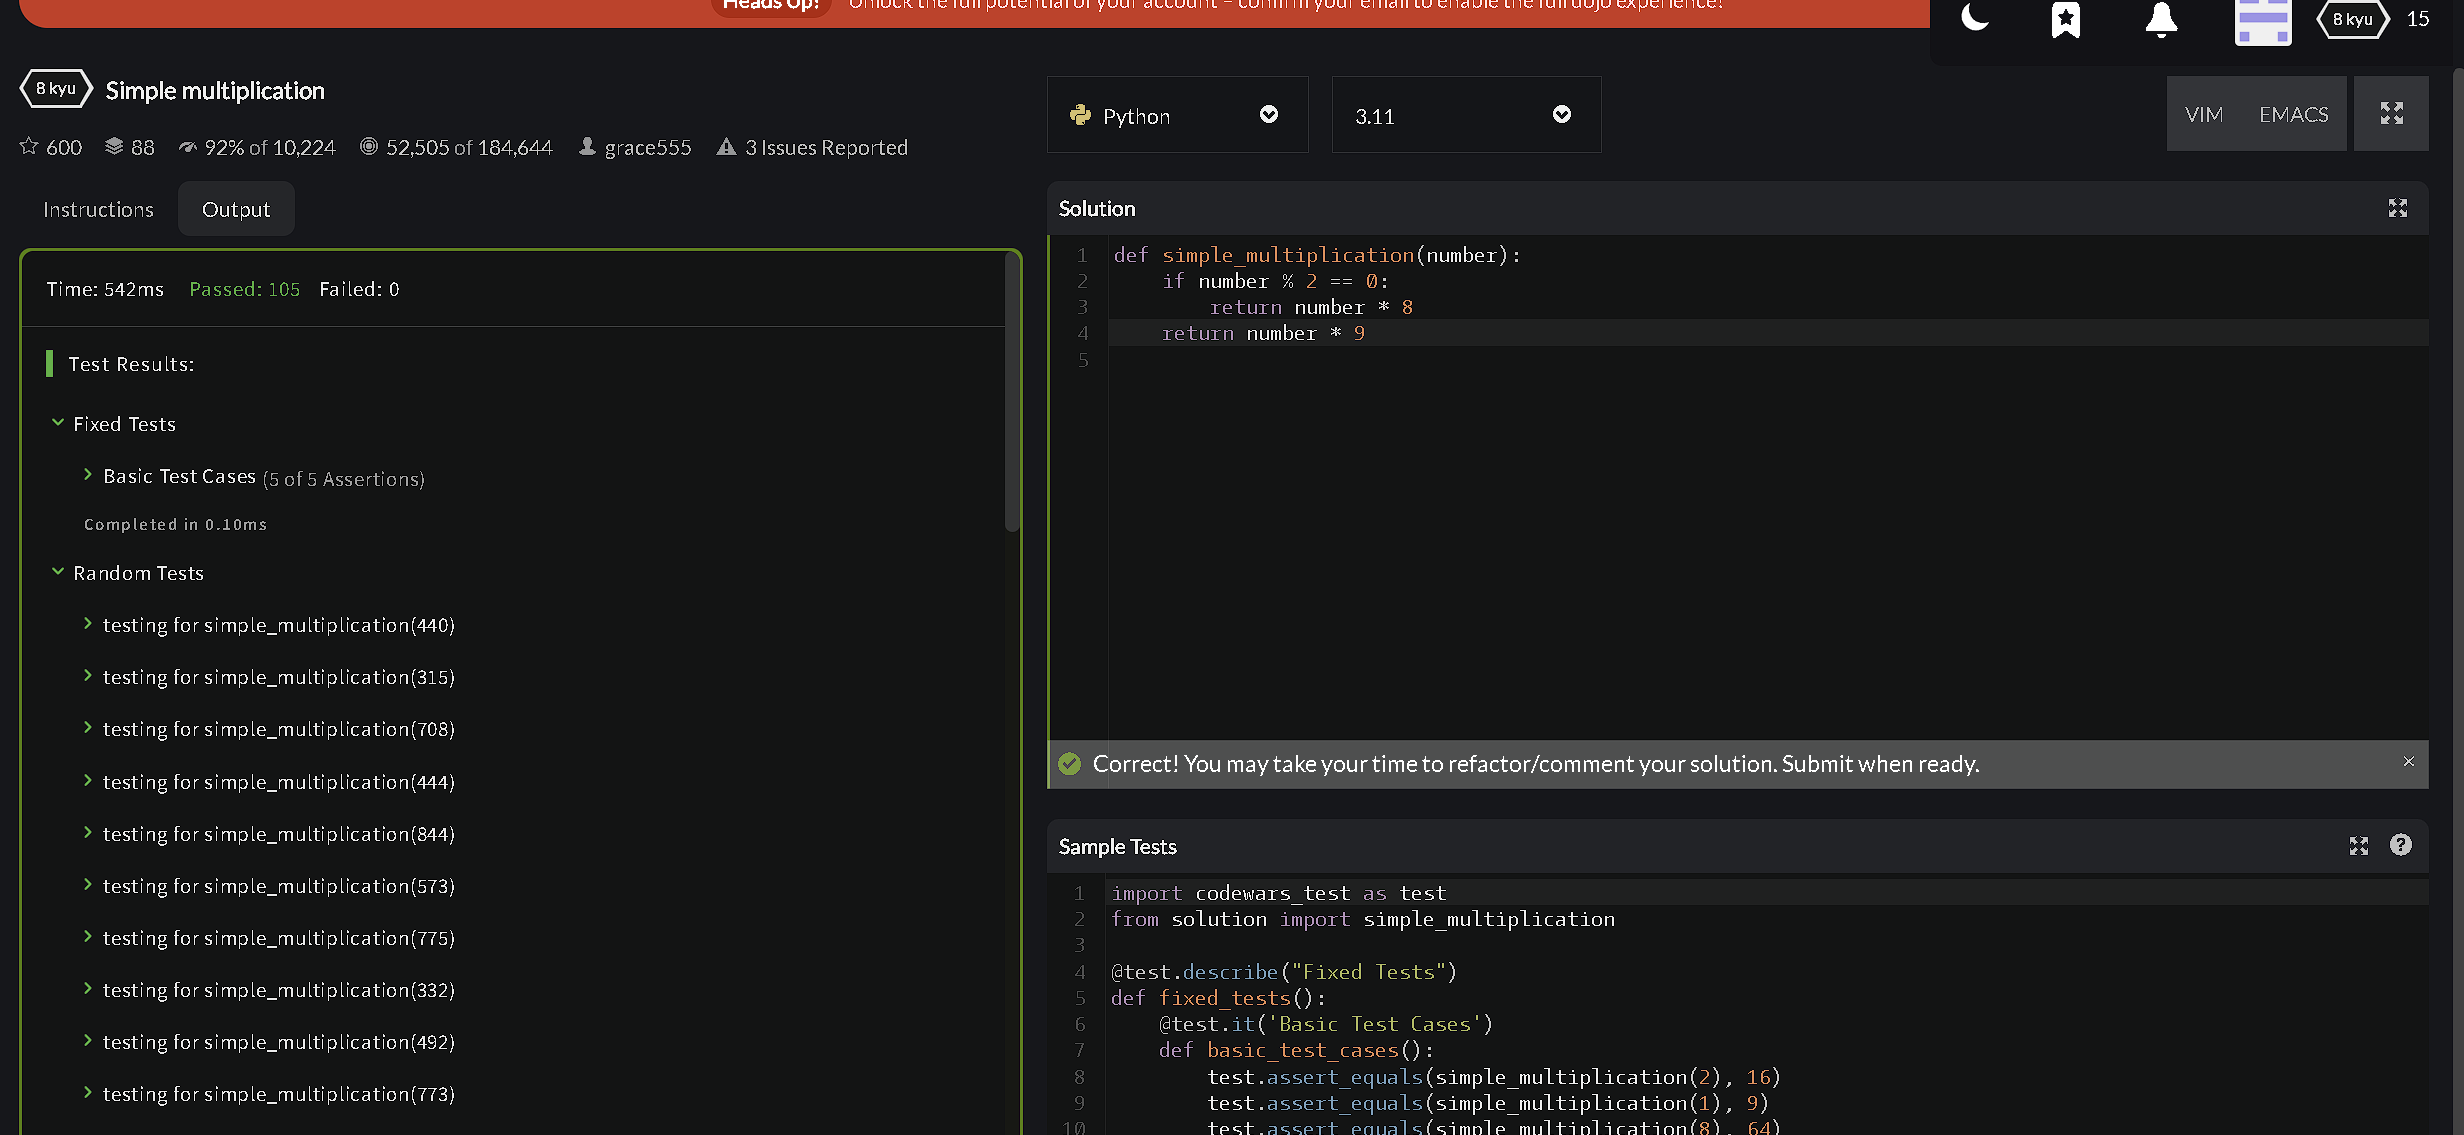 Heads Up! Unlock the full potential of your account – confirm your email to enable the full dojo experience!
8 kyu 15
8 kyu Simple multiplication
600 88 92% of 10,224 52,505 of 184,644 grace555 3 Issues Reported
Python 3.11 VIM EMACS
Instructions Output
Time: 542ms Passed: 105 Failed: 0
Test Results:
Fixed Tests
Basic Test Cases (5 of 5 Assertions)
Completed in 0.10ms
Random Tests
testing for simple_multiplication(440)
testing for simple_multiplication(315)
testing for simple_multiplication(708)
testing for simple_multiplication(444)
testing for simple_multiplication(844)
testing for simple_multiplication(573)
testing for simple_multiplication(775)
testing for simple_multiplication(332)
testing for simple_multiplication(492)
testing for simple_multiplication(773)
Solution
1 def simple_multiplication(number):
2     if number % 2 == 0:
3         return number * 8
4     return number * 9
5
Correct! You may take your time to refactor/comment your solution. Submit when ready.
Sample Tests
1 import codewars_test as test
2 from solution import simple_multiplication
3
4 @test.describe("Fixed Tests")
5 def fixed_tests():
6     @test.it('Basic Test Cases')
7     def basic_test_cases():
8         test.assert_equals(simple_multiplication(2), 16)
9         test.assert_equals(simple_multiplication(1), 9)
10         test.assert_equals(simple_multiplication(8), 64)